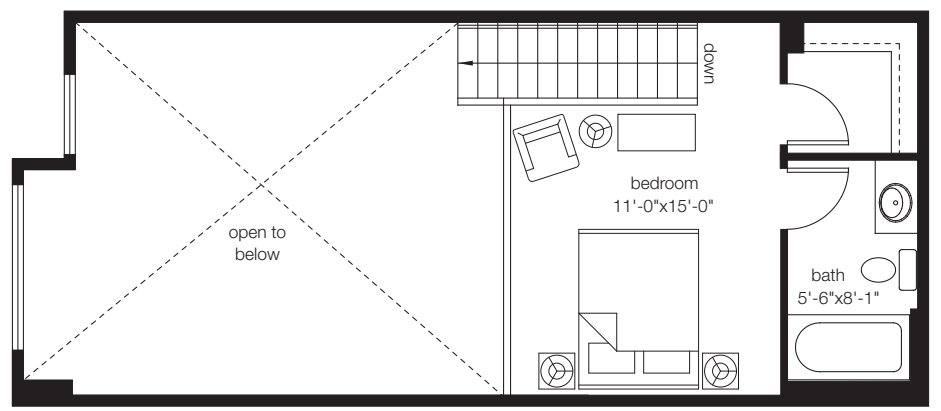 down
bedroom
11'-0"x15'-0"
open to
below
bath
5'-6"x8'-1"